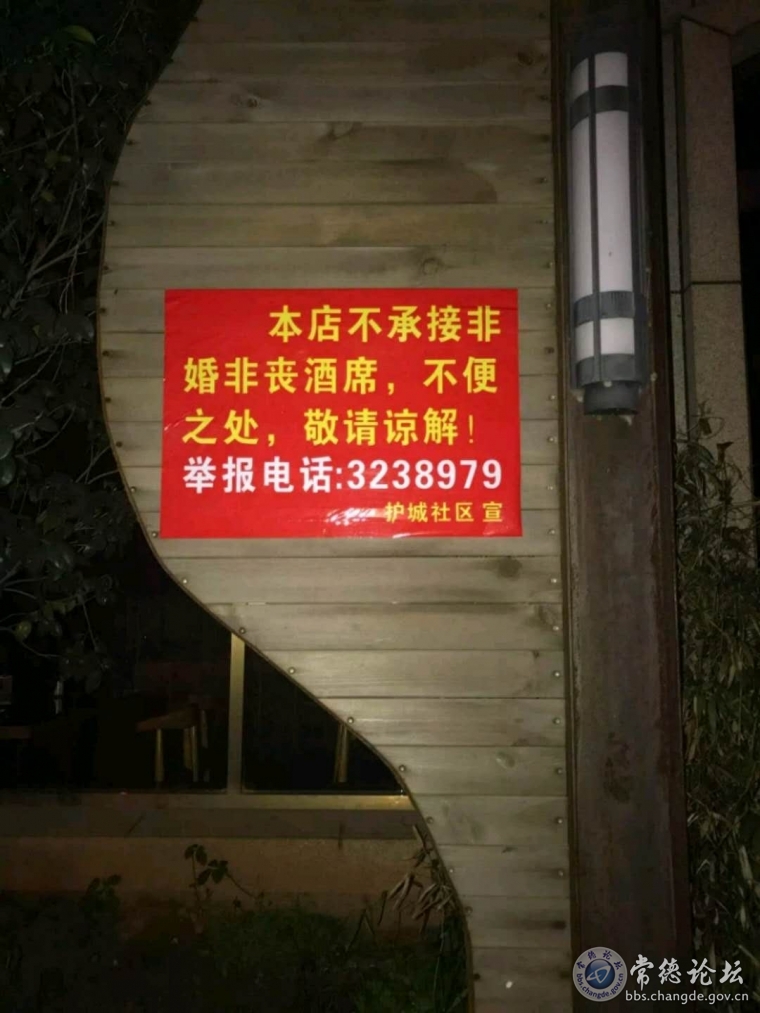 本店不承接非
婚非丧酒席，不便
之处，敬请谅解！
举报电话:3238979
护城社区 宣
常德论坛
bbs.changde.gov.cn